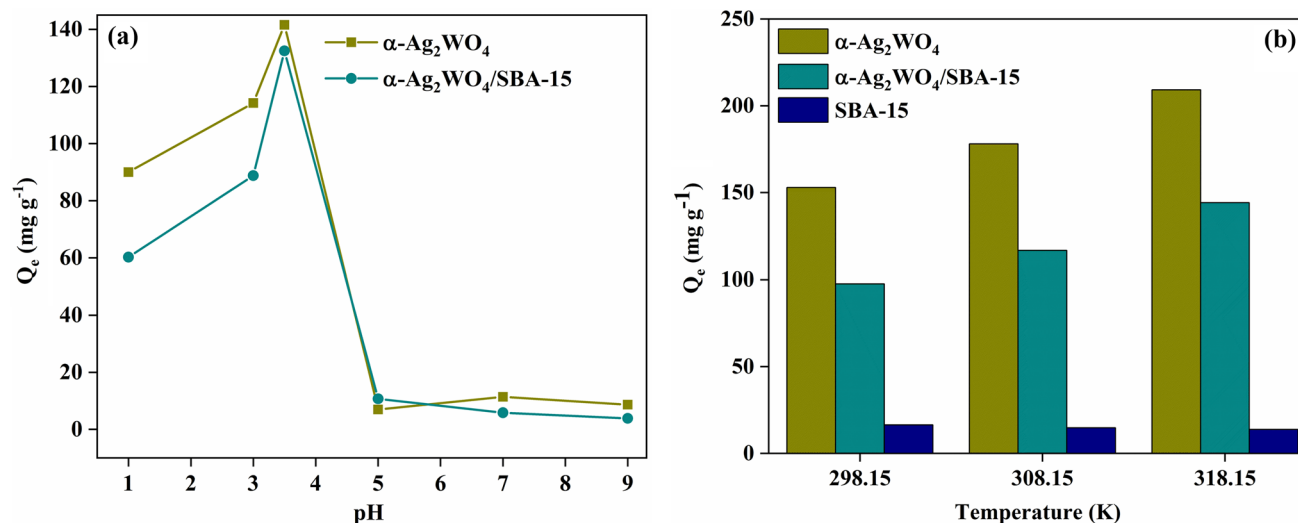 (a)
α-Ag₂WO₄
α-Ag₂WO₄/SBA-15
Qₑ (mg g⁻¹)
140
120
100
80
60
40
20
0
1 2 3 4 5 6 7 8 9
pH
(b)
α-Ag₂WO₄
α-Ag₂WO₄/SBA-15
SBA-15
Qₑ (mg g⁻¹)
250
200
150
100
50
0
298.15 308.15 318.15
Temperature (K)